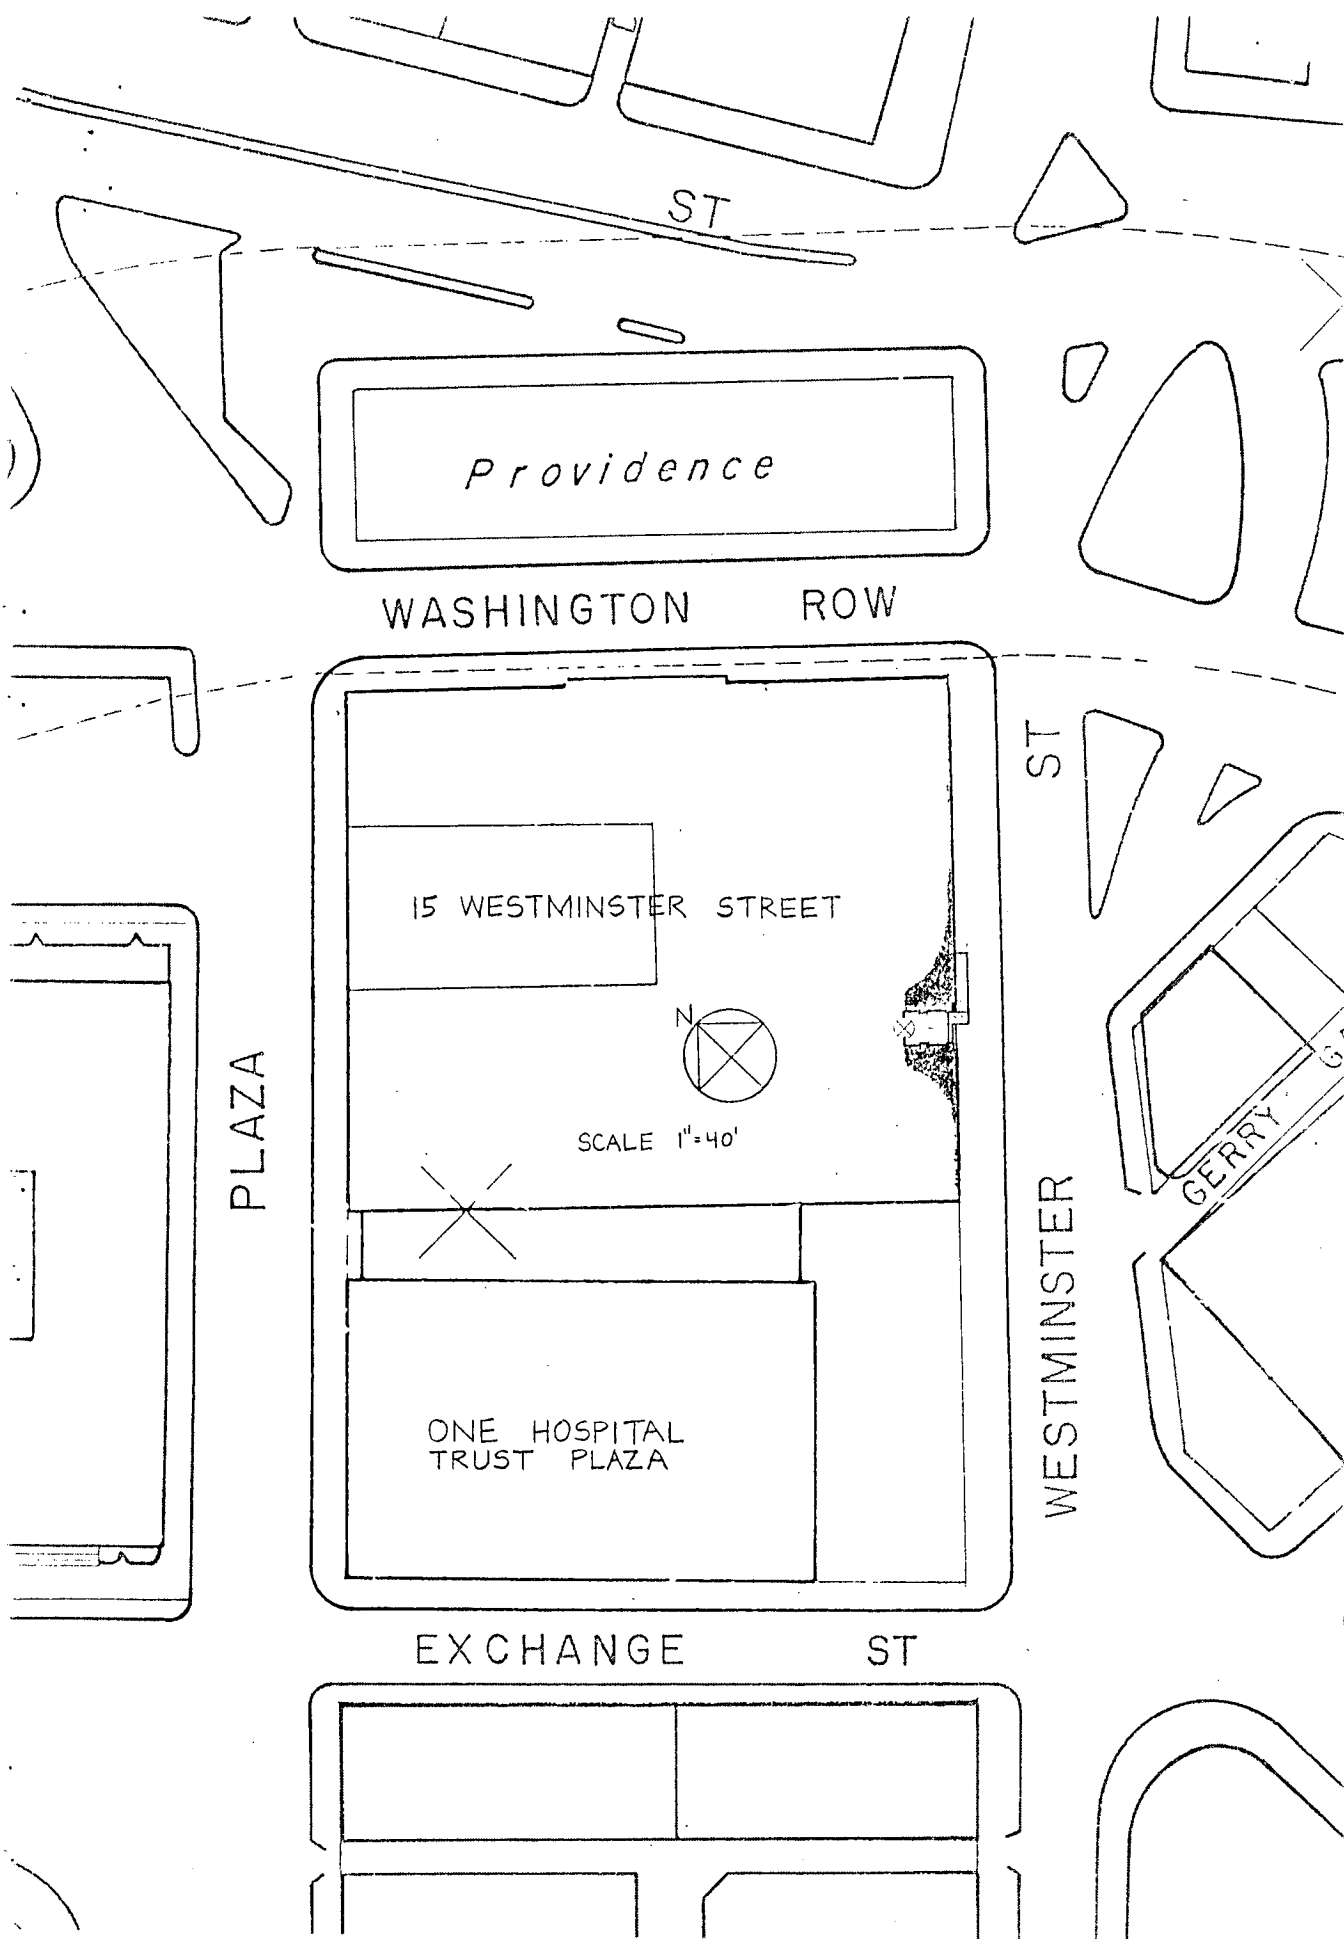 ST
Providence
WASHINGTON ROW
ST
15 WESTMINSTER STREET
N
SCALE 1"=40'
PLAZA
GERRY
WESTMINSTER
ONE HOSPITAL
TRUST PLAZA
EXCHANGE ST